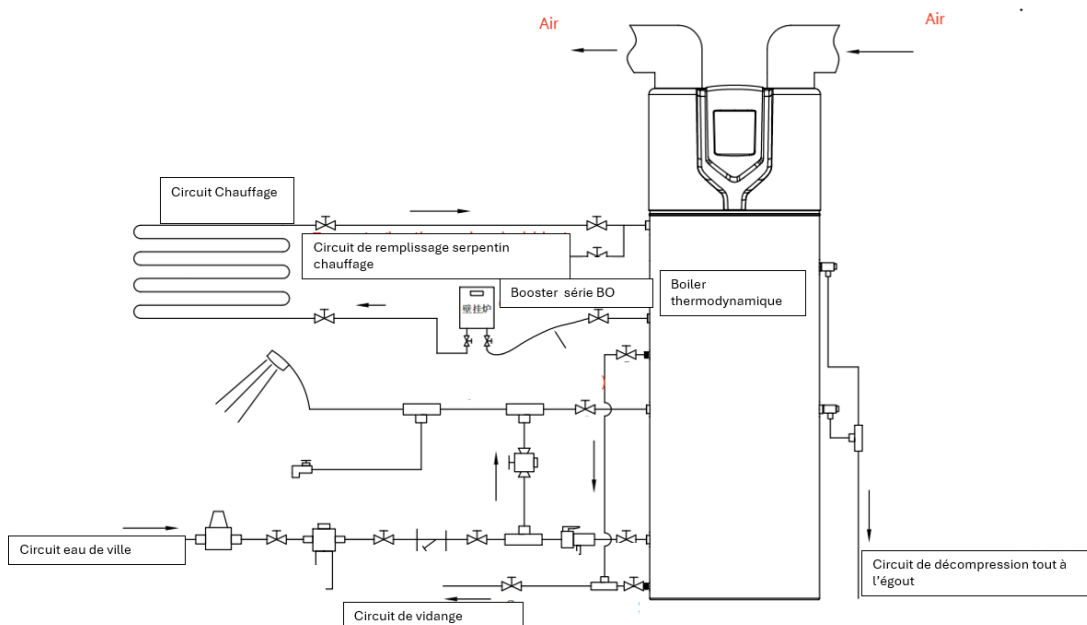 Air
Air
Circuit Chauffage
Circuit de remplissage serpentin
chauffage
Booster série BO
Boiler
thermodynamique
壁挂炉
Circuit eau de ville
Circuit de décompression tout à
l'égout
Circuit de vidange